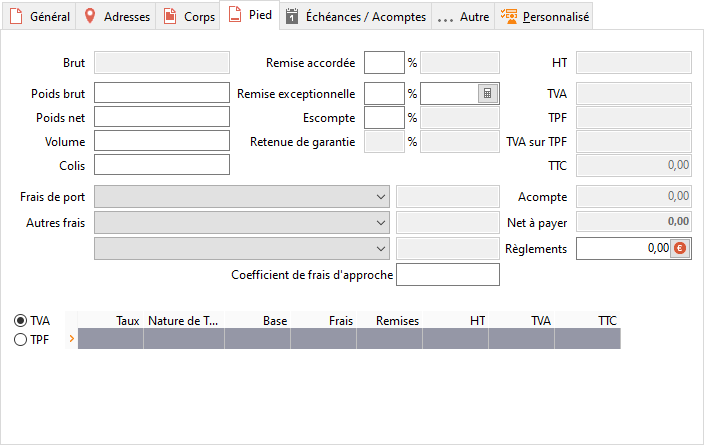 Général Adresses Corps Pied Échéances / Acomptes ... Autre Personnalisé
Brut Remise accordée % HT
Poids brut Remise exceptionnelle % TVA
Poids net Escompte % TPF
Volume Retenue de garantie % TVA sur TPF
Colis TTC 0,00
Frais de port Acompte 0,00
Autres frais Net à payer 0,00
Règlements 0,00 €
Coefficient de frais d'approche
TVA Taux Nature de T... Base Frais Remises HT TVA TTC
TPF